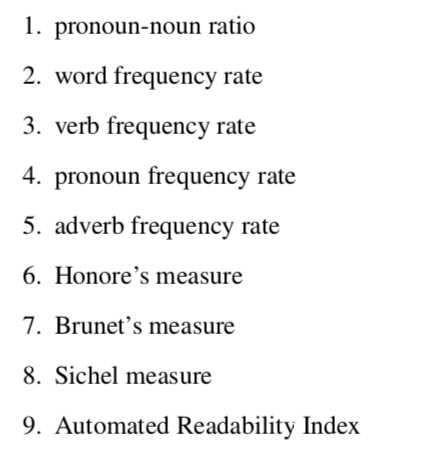 1. pronoun-noun ratio
2. word frequency rate
3. verb frequency rate
4. pronoun frequency rate
5. adverb frequency rate
6. Honore’s measure
7. Brunet’s measure
8. Sichel measure
9. Automated Readability Index